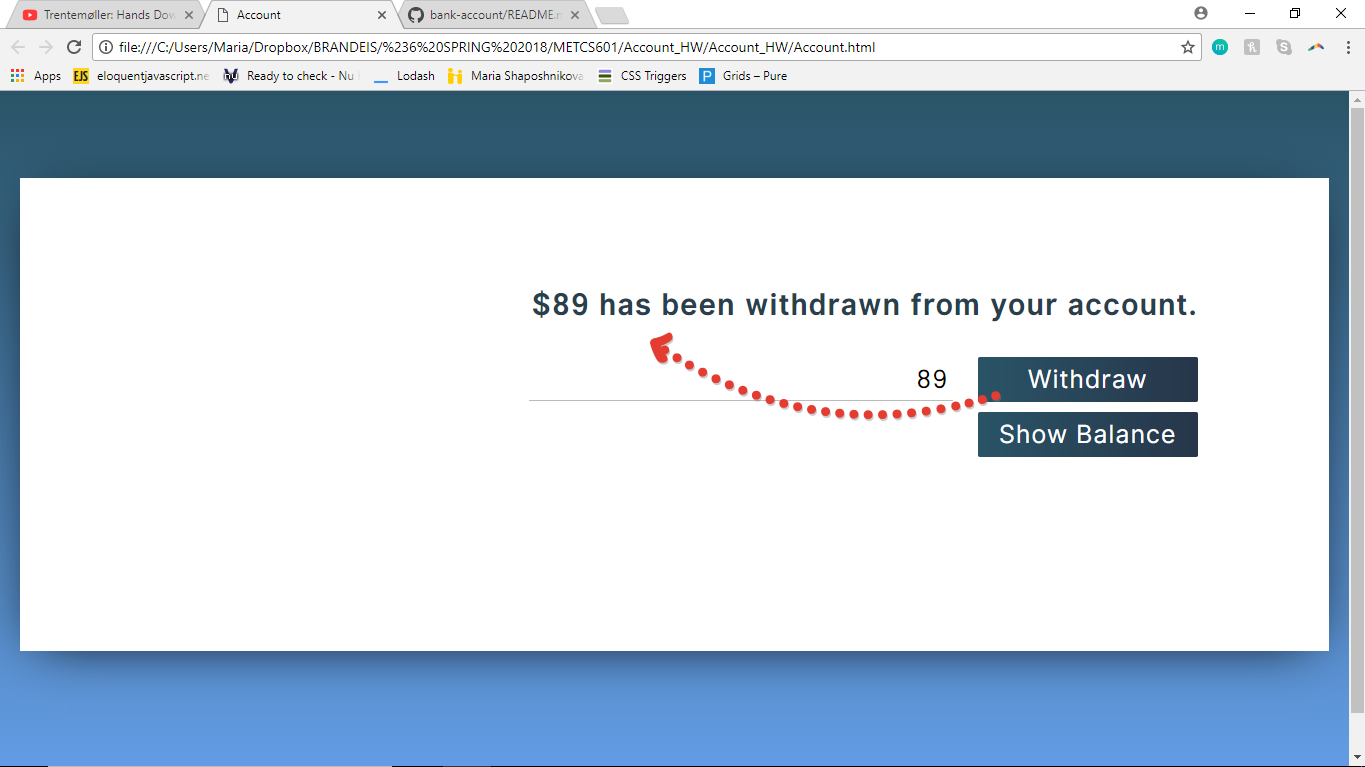 Trentemøller: Hands Dow
Account
bank-account/README.m
file:///C:/Users/Maria/Dropbox/BRANDEIS/%236%20SPRING%202018/METCS601/Account_HW/Account_HW/Account.html
m
Apps
EJS eloquentjavascript.ne
nu Ready to check - Nu
Lodash
Maria Shaposhnikova
CSS Triggers
P Grids – Pure
$89 has been withdrawn from your account.
89
Withdraw
Show Balance